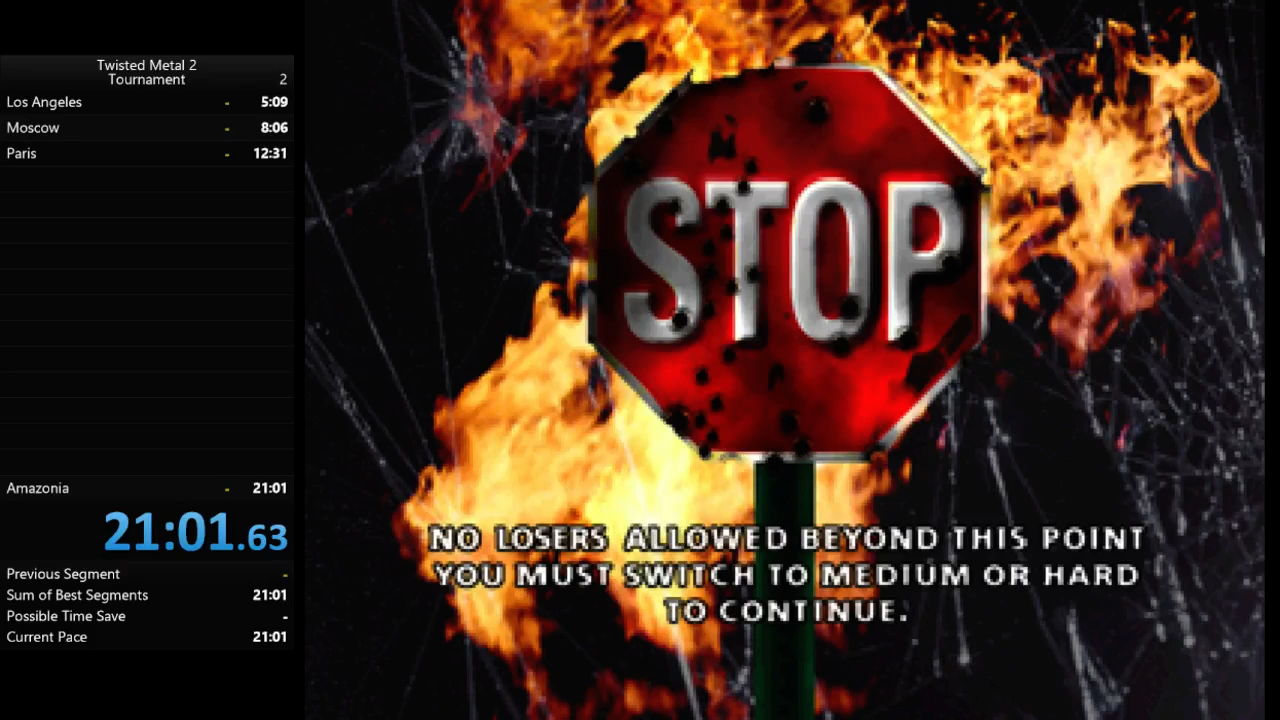 Twisted Metal 2
Tournament 2
Los Angeles - 5:09
Moscow - 8:06
Paris - 12:31
Amazonia - 21:01
21:01.63
Previous Segment -
Sum of Best Segments 21:01
Possible Time Save -
Current Pace 21:01
STOP
NO LOSERS ALLOWED BEYOND THIS POINT
YOU MUST SWITCH TO MEDIUM OR HARD
TO CONTINUE.